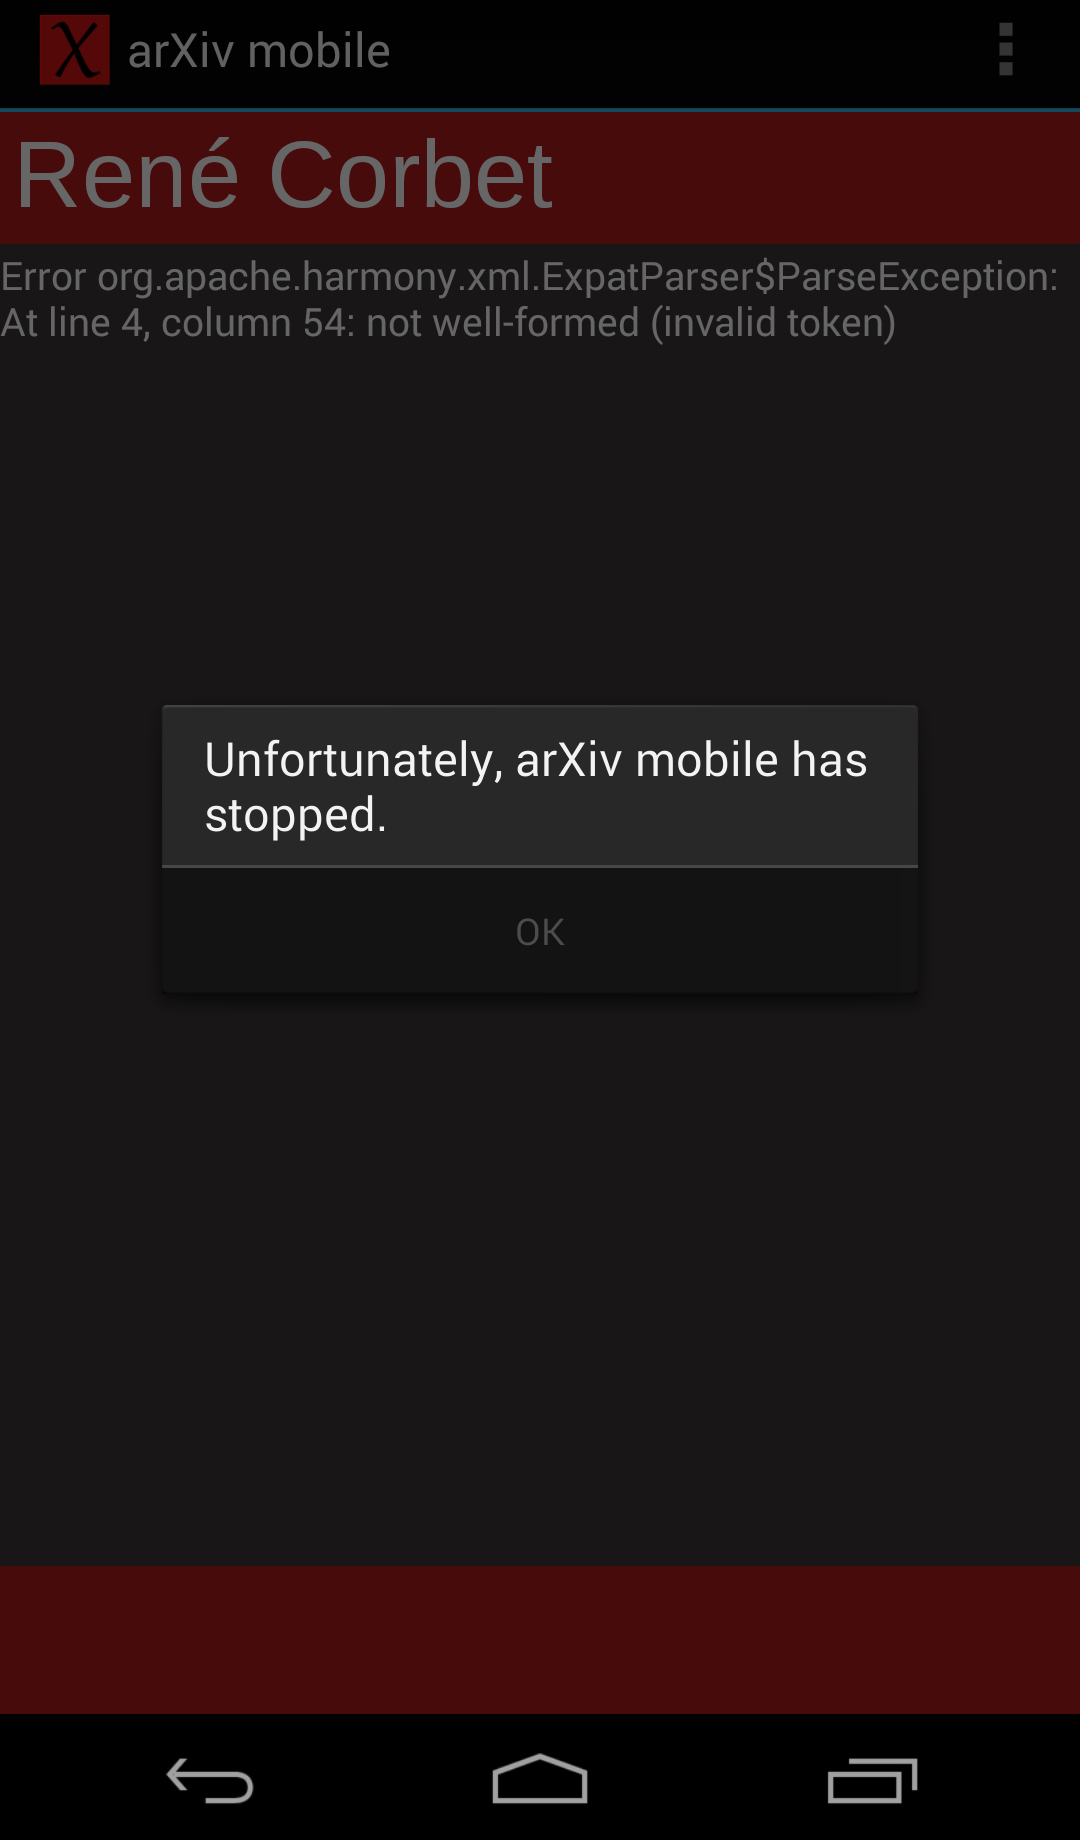 arXiv mobile
René Corbet
Error org.apache.harmony.xml.ExpatParser$ParseException:
At line 4, column 54: not well-formed (invalid token)
Unfortunately, arXiv mobile has
stopped.
OK